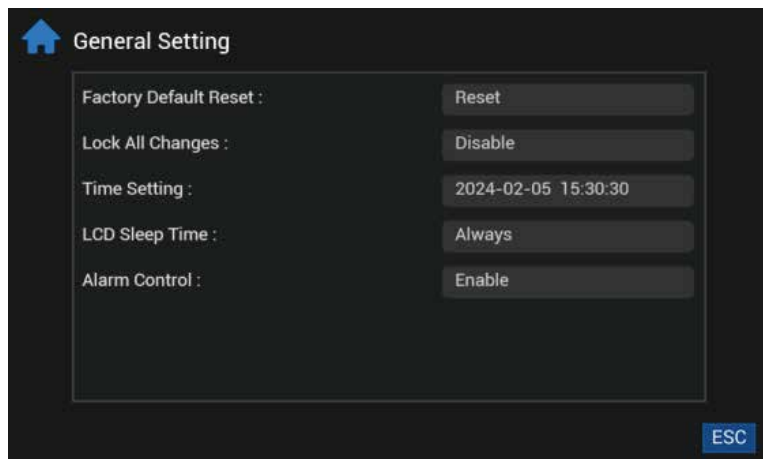 General Setting
Factory Default Reset : Reset
Lock All Changes : Disable
Time Setting : 2024-02-05 15:30:30
LCD Sleep Time : Always
Alarm Control : Enable
ESC